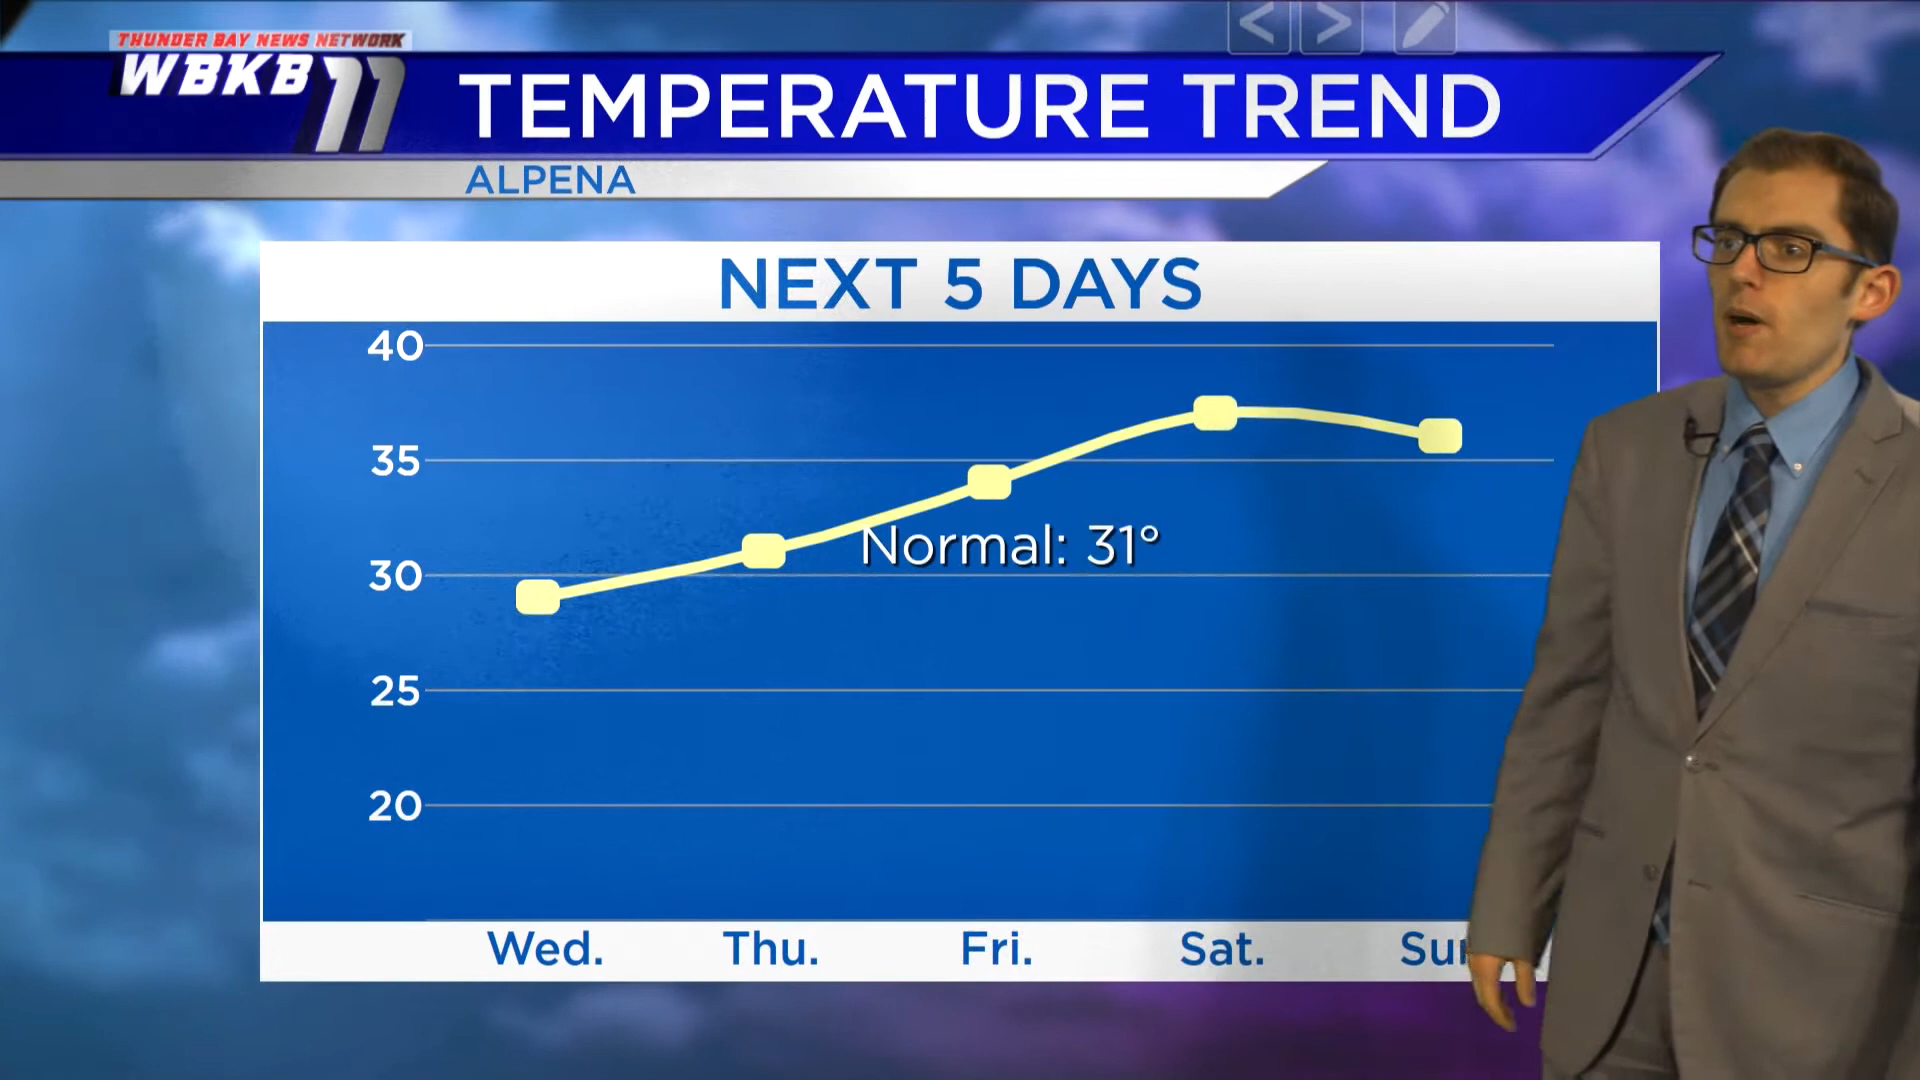 THUNDER BAY NEWS NETWORK
WBKB 11
TEMPERATURE TREND
ALPENA
NEXT 5 DAYS
40
35
Normal: 31°
30
25
20
Wed. Thu. Fri. Sat. Sun